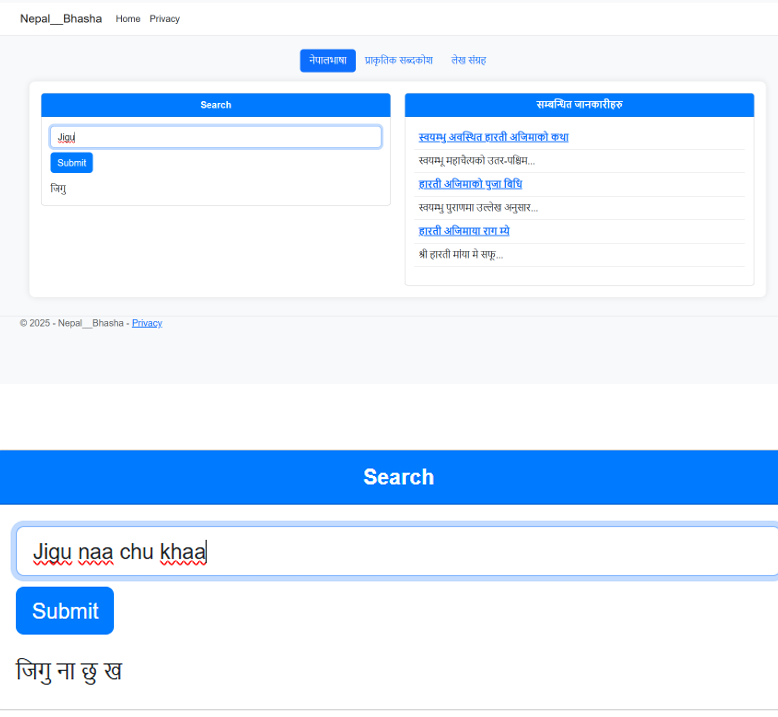 Nepal__Bhasha Home Privacy
नेपालभाषा प्राकृतिक सब्दकोश लेख संग्रह
Search
Jigu
Submit
जिगु
सम्बन्धित जानकारीहरु
स्वयम्भु अवस्थित हारती अजिमाको कथा
स्वयम्भू महाचैत्यको उतर-पश्चिम...
हारती अजिमाको पुजा बिधि
स्वयम्भु पुराणमा उल्लेख अनुसार...
हारती अजिमाया राग म्ये
श्री हारती मांया मे सफू...
© 2025 - Nepal__Bhasha - Privacy
Search
Jigu naa chu khaa
Submit
जिगु ना छु ख